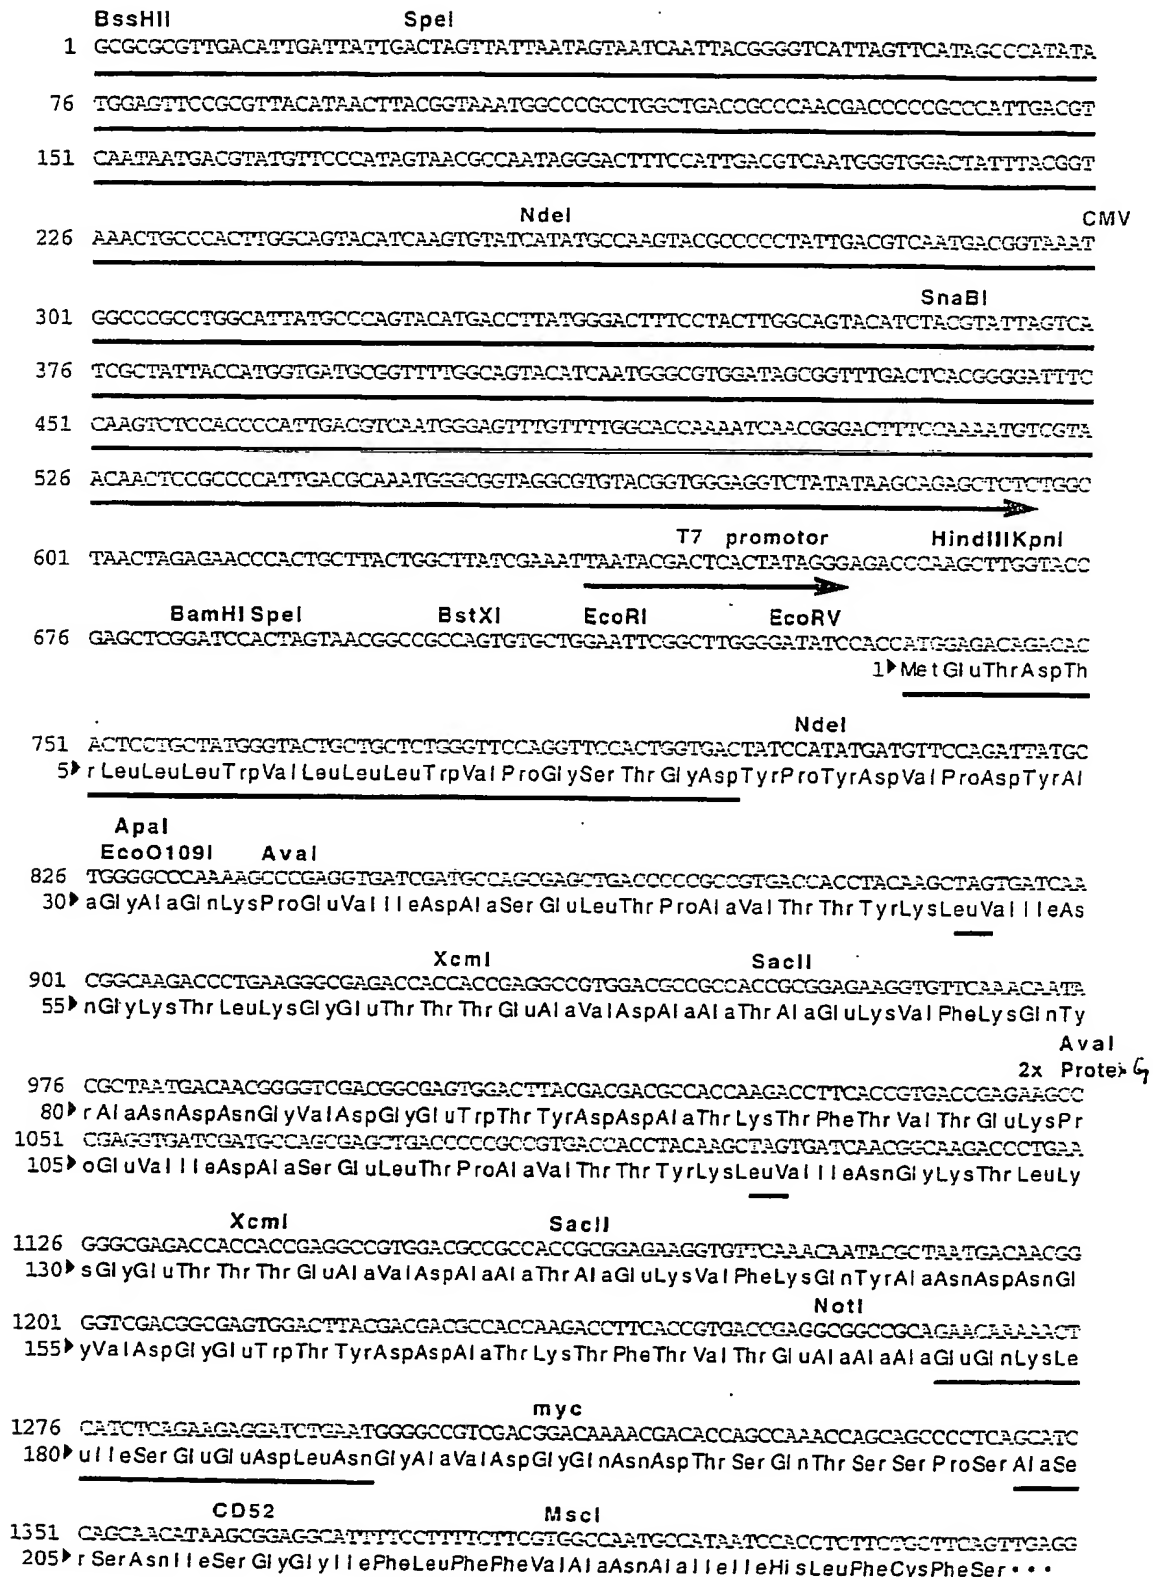 BssHII SpeI
1 GCGCGCGTTGACATTGATTATTGACTAGTTATTAATAGTAATCAATTACGGGGTCATTAGTTCATAGCCCATATA
76 TGGAGTTCCGCGTTACATAACTTACGGTAAATGGCCCGCCTGGCTGACCGCCCAACGACCCCCGCCCATTGACGT
151 CAATAATGACGTATGTTCCCATAGTAACGCCAATAGGGACTTTCCATTGACGTCAATGGGTGGACTATTTACGGT
NdeI CMV
226 AAACTGCCCACTTGGCAGTACATCAAGTGTATCATATGCCAAGTACGCCCCCTATTGACGTCAATGACGGTAAAT
SnaBI
301 GGCCCGCCTGGCATTATGCCCAGTACATGACCTTATGGGACTTTCCTACTTGGCAGTACATCTACGTATTAGTCA
376 TCGCTATTACCATGGTGATGCGGTTTTGGCAGTACATCAATGGGCGTGGATAGCGGTTTGACTCACGGGGATTTC
451 CAAGTCTCCACCCCATTGACGTCAATGGGAGTTTGTTTTGGCACCAAAATCAACGGGACTTTCCAAAATGTCGTA
526 ACAACTCCGCCCCATTGACGCAAATGGGCGGTAGGCGTGTACGGTGGGAGGTCTATATAAGCAGAGCTCTCTGGC
T7 promotor HindIII KpnI
601 TAACTAGAGAACCCACTGCTTACTGGCTTATCGAAATTAATACGACTCACTATAGGGAGACCCAAGCTTGGTACC
BamHI SpeI BstXI EcoRI EcoRV
676 GAGCTCGGATCCACTAGTAACGGCCGCCAGTGTGCTGGAATTCGGCTTGGGGATATCCACCATGGAGACAGACAC
1▶MetGluThrAspTh
NdeI
751 ACTCCTGCTATGGGTACTGCTGCTCTGGGTTCCAGGTTCCACTGGTGACTATCCATATGATGTTCCAGATTATGC
5▶rLeuLeuLeuTrpValLeuLeuLeuTrpValProGlySerThrGlyAspTyrProTyrAspValProAspTyrAl
ApaI
EcoO109I AvaI
826 TGGGGCCCAAAAGCCCGAGGTGATCGATGCCAGCGAGCTGACCCCCGCCGTGACCACCTACAAGCTAGTGATCAA
30▶aGlyAlaGlnLysProGluValIleAspAlaSerGluLeuThrProAlaValThrThrTyrLysLeuValIleAs
XcmI SacII
901 CGGCAAGACCCTGAAGGGCGAGACCACCACCGAGGCCGTGGACGCCGCCACCGCGGAGAAGGTGTTCAAACAATA
55▶nGlyLysThrLeuLysGlyGluThrThrThrGluAlaValAspAlaAlaThrAlaGluLysValPheLysGlnTy
AvaI
2x Protei G
976 CGCTAATGACAACGGGGTCGACGGCGAGTGGACTTACGACGACGCCACCAAGACCTTCACCGTGACCGAGAAGCC
80▶rAlaAsnAspAsnGlyValAspGlyGluTrpThrTyrAspAspAlaThrLysThrPheThrValThrGluLysPr
1051 CGAGGTGATCGATGCCAGCGAGCTGACCCCCGCCGTGACCACCTACAAGCTAGTGATCAACGGCAAGACCCTGAA
105▶oGluValIleAspAlaSerGluLeuThrProAlaValThrThrTyrLysLeuValIleAsnGlyLysThrLeuLy
XcmI SacII
1126 GGGCGAGACCACCACCGAGGCCGTGGACGCCGCCACCGCGGAGAAGGTGTTCAAACAATACGCTAATGACAACGG
130▶sGlyGluThrThrThrGluAlaValAspAlaAlaThrAlaGluLysValPheLysGlnTyrAlaAsnAspAsnGl
NotI
1201 GGTCGACGGCGAGTGGACTTACGACGACGCCACCAAGACCTTCACCGTGACCGAGGCGGCCGCAGAACAAAAACT
155▶yValAspGlyGluTrpThrTyrAspAspAlaThrLysThrPheThrValThrGluAlaAlaAlaGluGlnLysLe
myc
1276 CATCTCAGAAGAGGATCTGAATGGGGCCGTCGACGGACAAAACGACACCAGCCAAACCAGCAGCCCCTCAGCATC
180▶uIleSerGluGluAspLeuAsnGlyAlaValAspGlyGlnAsnAspThrSerGlnThrSerSerProSerAlaSe
CD52 MscI
1351 CAGCAACATAAGCGGAGGCATTTTCCTTTTCTTCGTGGCCAATGCCATAATCCACCTCTTCTGCTTCAGTTGAGG
205▶rSerAsnIleSerGlyGlyIlePheLeuPhePheValAlaAsnAlaIleIleHisLeuPheCysPheSer•••